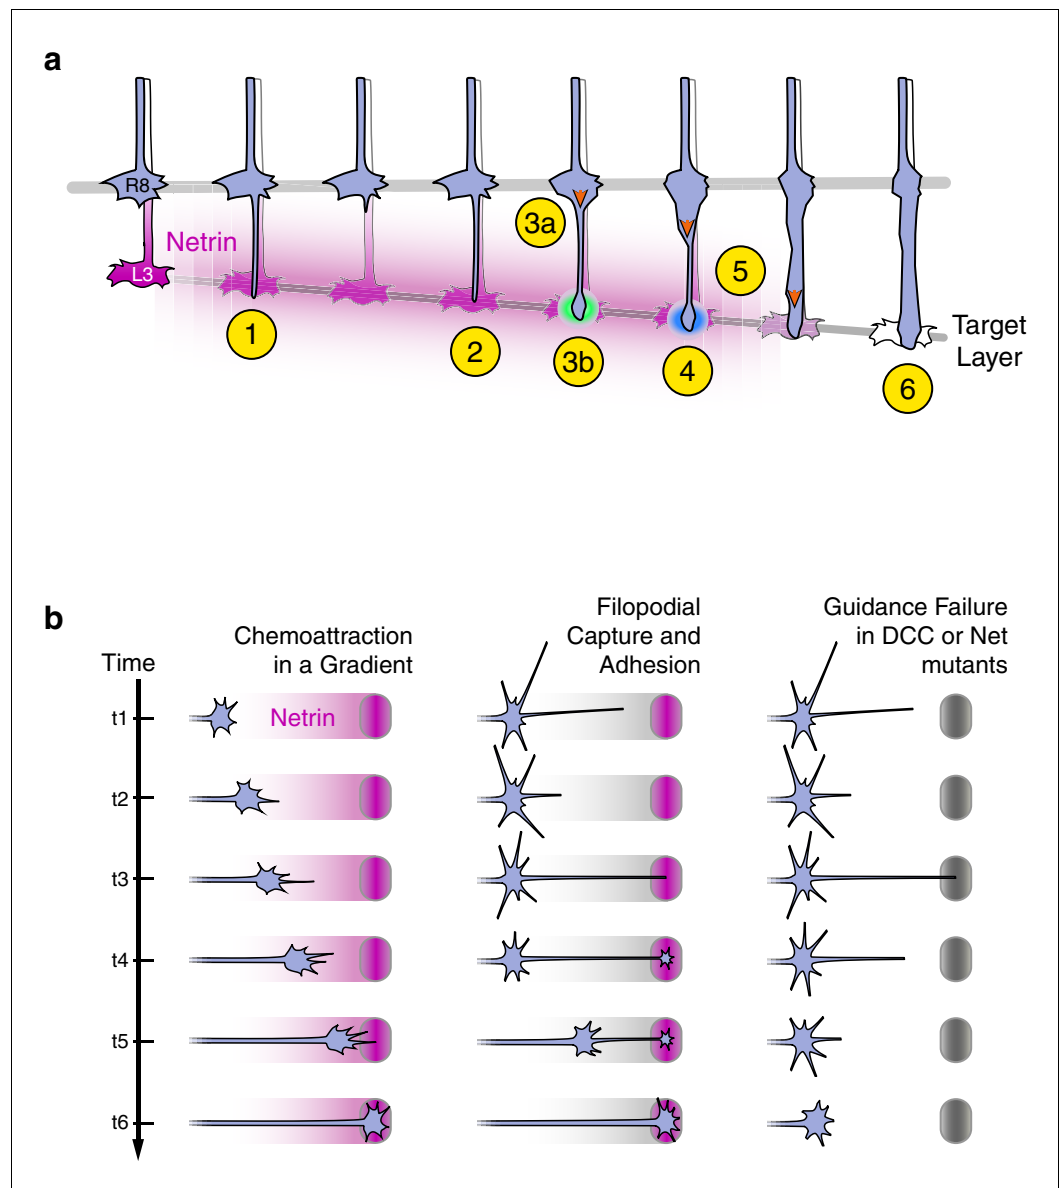 a
R8
Netrin
L3
1
2
3a
3b
4
5
6
Target
Layer
b
Time
Chemoattraction
in a Gradient
Filopodial
Capture and
Adhesion
Guidance Failure
in DCC or Net
mutants
t1
Netrin
t2
t3
t4
t5
t6